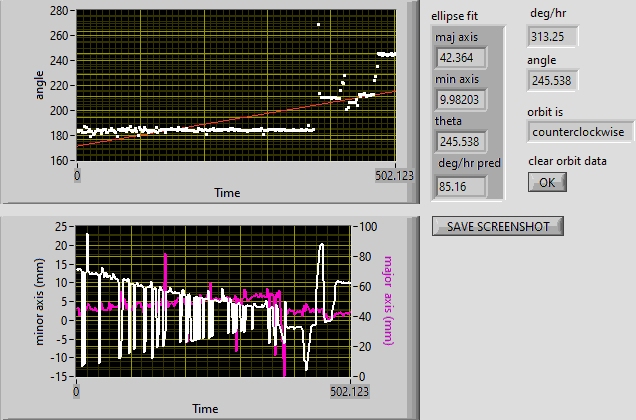 280
260
240
220
200
180
160
angle
0
502.123
Time
ellipse fit
maj axis
42.364
min axis
9.98203
theta
245.538
deg/hr pred
85.16
deg/hr
313.25
angle
245.538
orbit is
counterclockwise
clear orbit data
OK
SAVE SCREENSHOT
25
20
15
10
5
0
-5
-10
-15
minor axis (mm)
100
80
60
40
20
0
major axis (mm)
0
502.123
Time